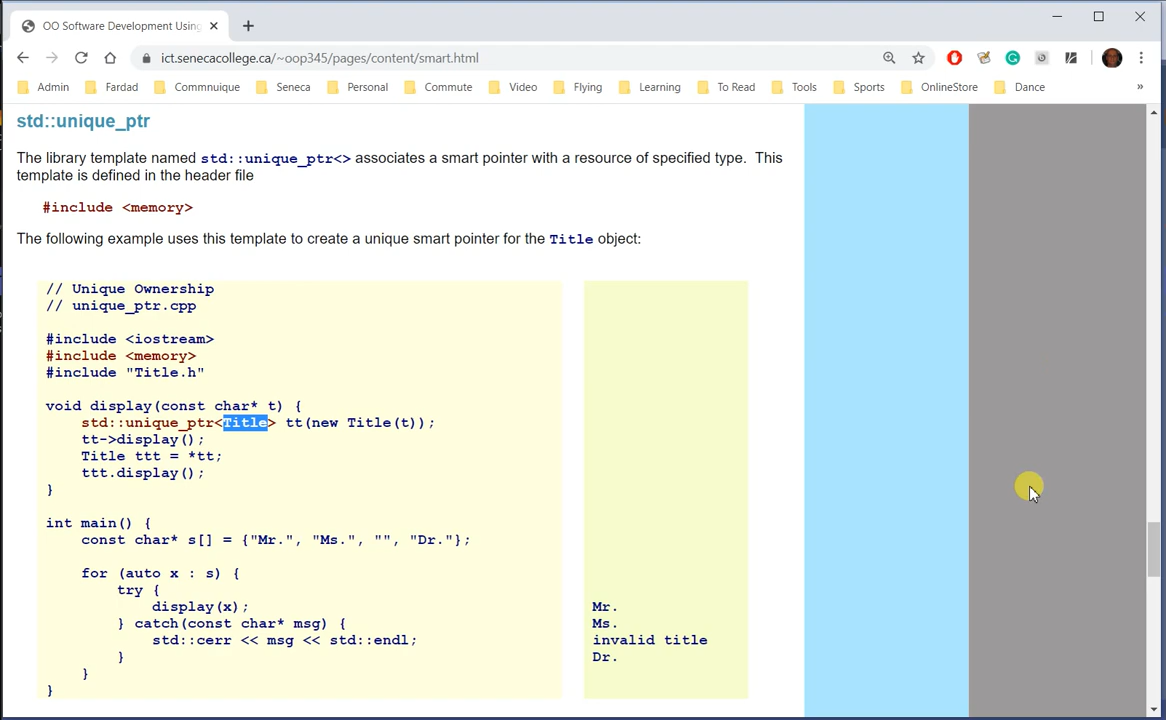 OO Software Development Using
ict.senecacollege.ca/~oop345/pages/content/smart.html
Admin Fardad Commnuique Seneca Personal Commute Video Flying Learning To Read Tools Sports OnlineStore Dance »
std::unique_ptr
The library template named std::unique_ptr<> associates a smart pointer with a resource of specified type. This
template is defined in the header file
#include <memory>
The following example uses this template to create a unique smart pointer for the Title object:
// Unique Ownership
// unique_ptr.cpp
#include <iostream>
#include <memory>
#include "Title.h"
void display(const char* t) {
std::unique_ptr<Title> tt(new Title(t));
tt->display();
Title ttt = *tt;
ttt.display();
}
int main() {
const char* s[] = {"Mr.", "Ms.", "", "Dr."};
for (auto x : s) {
try {
display(x);
} catch(const char* msg) {
std::cerr << msg << std::endl;
}
}
}
Mr.
Ms.
invalid title
Dr.